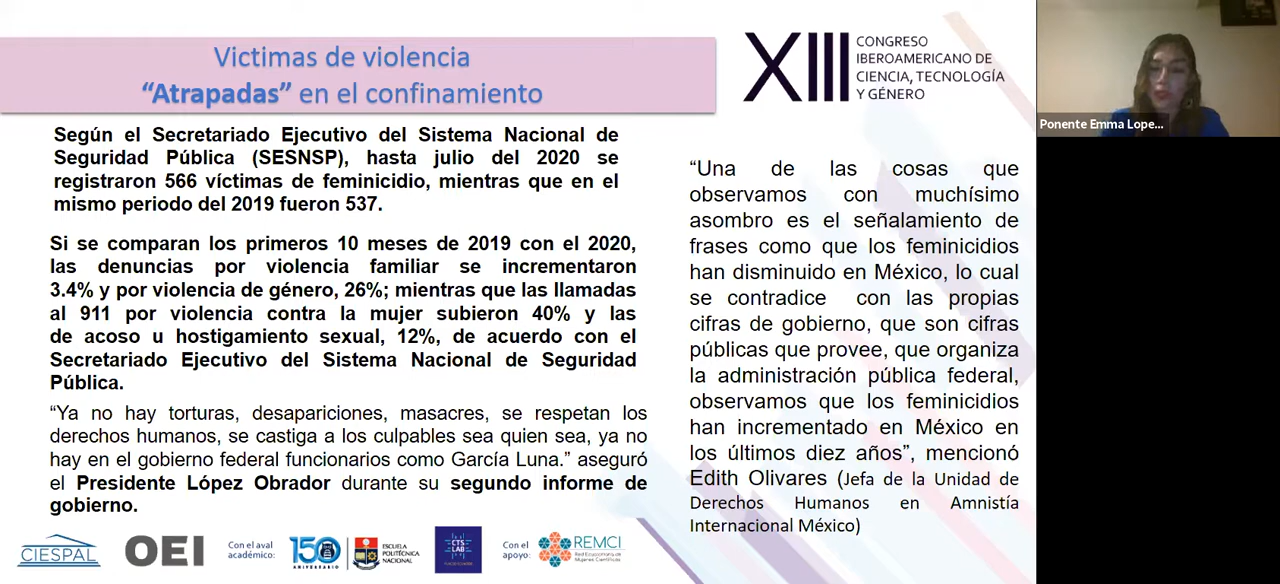 Victimas de violencia
“Atrapadas” en el confinamiento
XIII CONGRESO
IBEROAMERICANO DE
CIENCIA, TECNOLOGÍA
Y GÉNERO
Ponente Emma Lope...
Según el Secretariado Ejecutivo del Sistema Nacional de
Seguridad Pública (SESNSP), hasta julio del 2020 se
registraron 566 víctimas de feminicidio, mientras que en el
mismo periodo del 2019 fueron 537.
Si se comparan los primeros 10 meses de 2019 con el 2020,
las denuncias por violencia familiar se incrementaron
3.4% y por violencia de género, 26%; mientras que las llamadas
al 911 por violencia contra la mujer subieron 40% y las
de acoso u hostigamiento sexual, 12%, de acuerdo con el
Secretariado Ejecutivo del Sistema Nacional de Seguridad
Pública.
“Ya no hay torturas, desapariciones, masacres, se respetan los
derechos humanos, se castiga a los culpables sea quien sea, ya no
hay en el gobierno federal funcionarios como García Luna.” aseguró
el Presidente López Obrador durante su segundo informe de
gobierno.
“Una de las cosas que
observamos con muchísimo
asombro es el señalamiento de
frases como que los feminicidios
han disminuido en México, lo cual
se contradice con las propias
cifras de gobierno, que son cifras
públicas que provee, que organiza
la administración pública federal,
observamos que los feminicidios
han incrementado en México en
los últimos diez años”, mencionó
Edith Olivares (Jefa de la Unidad de
Derechos Humanos en Amnistía
Internacional México)
CIESPAL
OEI
Con el aval
académico:
150
ANIVERSARIO
ESCUELA
POLITÉCNICA
NACIONAL
CTS
LAB
Con el
apoyo:
REMCI
Red Ecuatoriana de
Mujeres Científicas